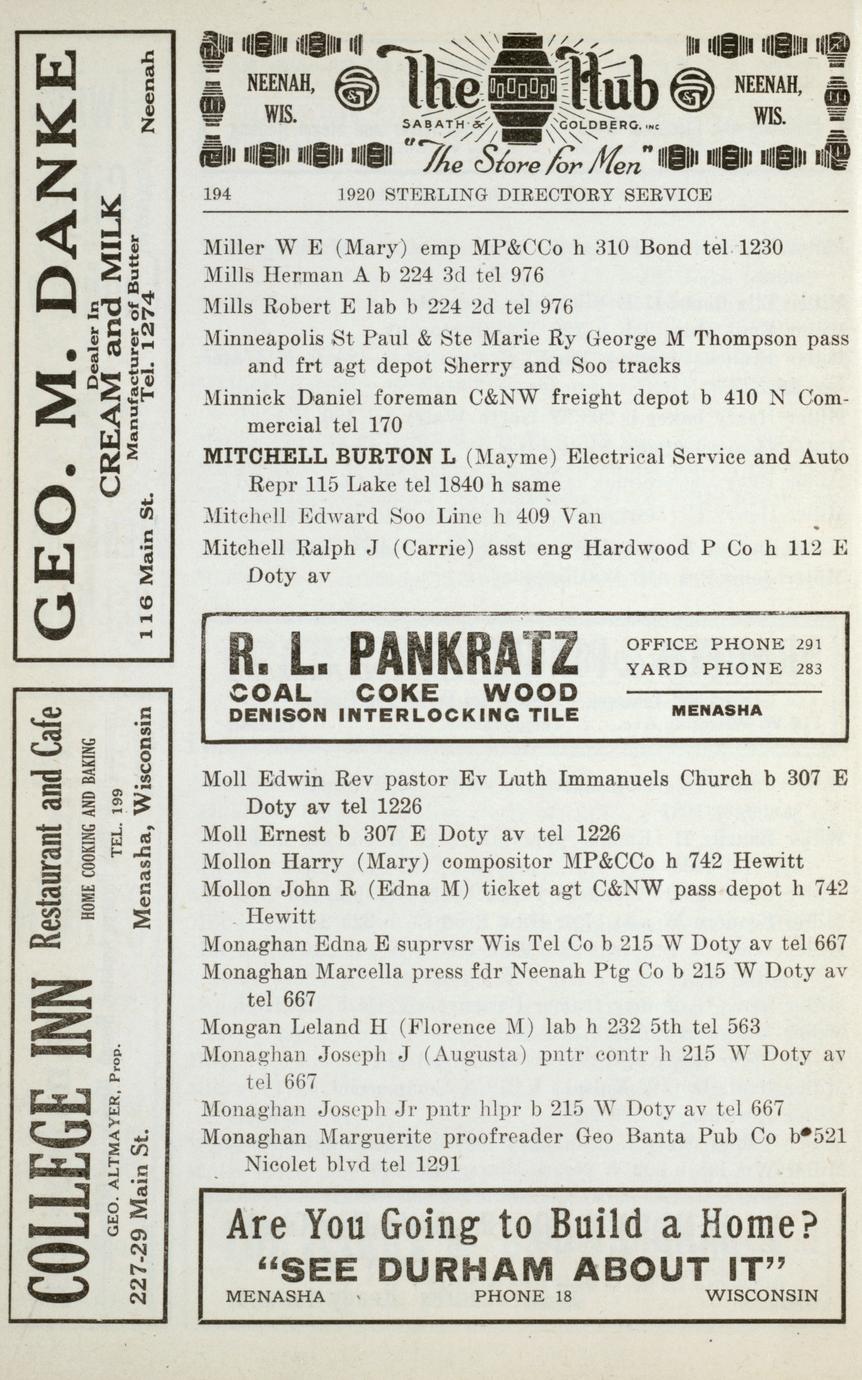 NEENAH,
WIS.
The Hub
SABATH & GOLDBERG, INC
NEENAH,
WIS.
"The Store for Men"
194 1920 STERLING DIRECTORY SERVICE
Miller W E (Mary) emp MP&CCo h 310 Bond tel 1230
Mills Herman A b 224 3d tel 976
Mills Robert E lab b 224 2d tel 976
Minneapolis St Paul & Ste Marie Ry George M Thompson pass
and frt agt depot Sherry and Soo tracks
Minnick Daniel foreman C&NW freight depot b 410 N Com-
mercial tel 170
MITCHELL BURTON L (Mayme) Electrical Service and Auto
Repr 115 Lake tel 1840 h same
Mitchell Edward Soo Line h 409 Van
Mitchell Ralph J (Carrie) asst eng Hardwood P Co h 112 E
Doty av
R. L. PANKRATZ
COAL COKE WOOD
DENISON INTERLOCKING TILE
OFFICE PHONE 291
YARD PHONE 283
MENASHA
Moll Edwin Rev pastor Ev Luth Immanuels Church b 307 E
Doty av tel 1226
Moll Ernest b 307 E Doty av tel 1226
Mollon Harry (Mary) compositor MP&CCo h 742 Hewitt
Mollon John R (Edna M) ticket agt C&NW pass depot h 742
Hewitt
Monaghan Edna E suprvsr Wis Tel Co b 215 W Doty av tel 667
Monaghan Marcella press fdr Neenah Ptg Co b 215 W Doty av
tel 667
Mongan Leland H (Florence M) lab h 232 5th tel 563
Monaghan Joseph J (Augusta) pntr contr h 215 W Doty av
tel 667
Monaghan Joseph Jr pntr hlpr b 215 W Doty av tel 667
Monaghan Marguerite proofreader Geo Banta Pub Co b 521
Nicolet blvd tel 1291
Are You Going to Build a Home?
"SEE DURHAM ABOUT IT"
MENASHA PHONE 18 WISCONSIN
GEO. M. DANKE
Dealer In
CREAM and MILK
Manufacturer of Butter
116 Main St. Tel. 1274 Neenah
COLLEGE INN Restaurant and Cafe
HOME COOKING AND BAKING
GEO. ALTMAYER, Prop. TEL. 199
227-29 Main St. Menasha, Wisconsin